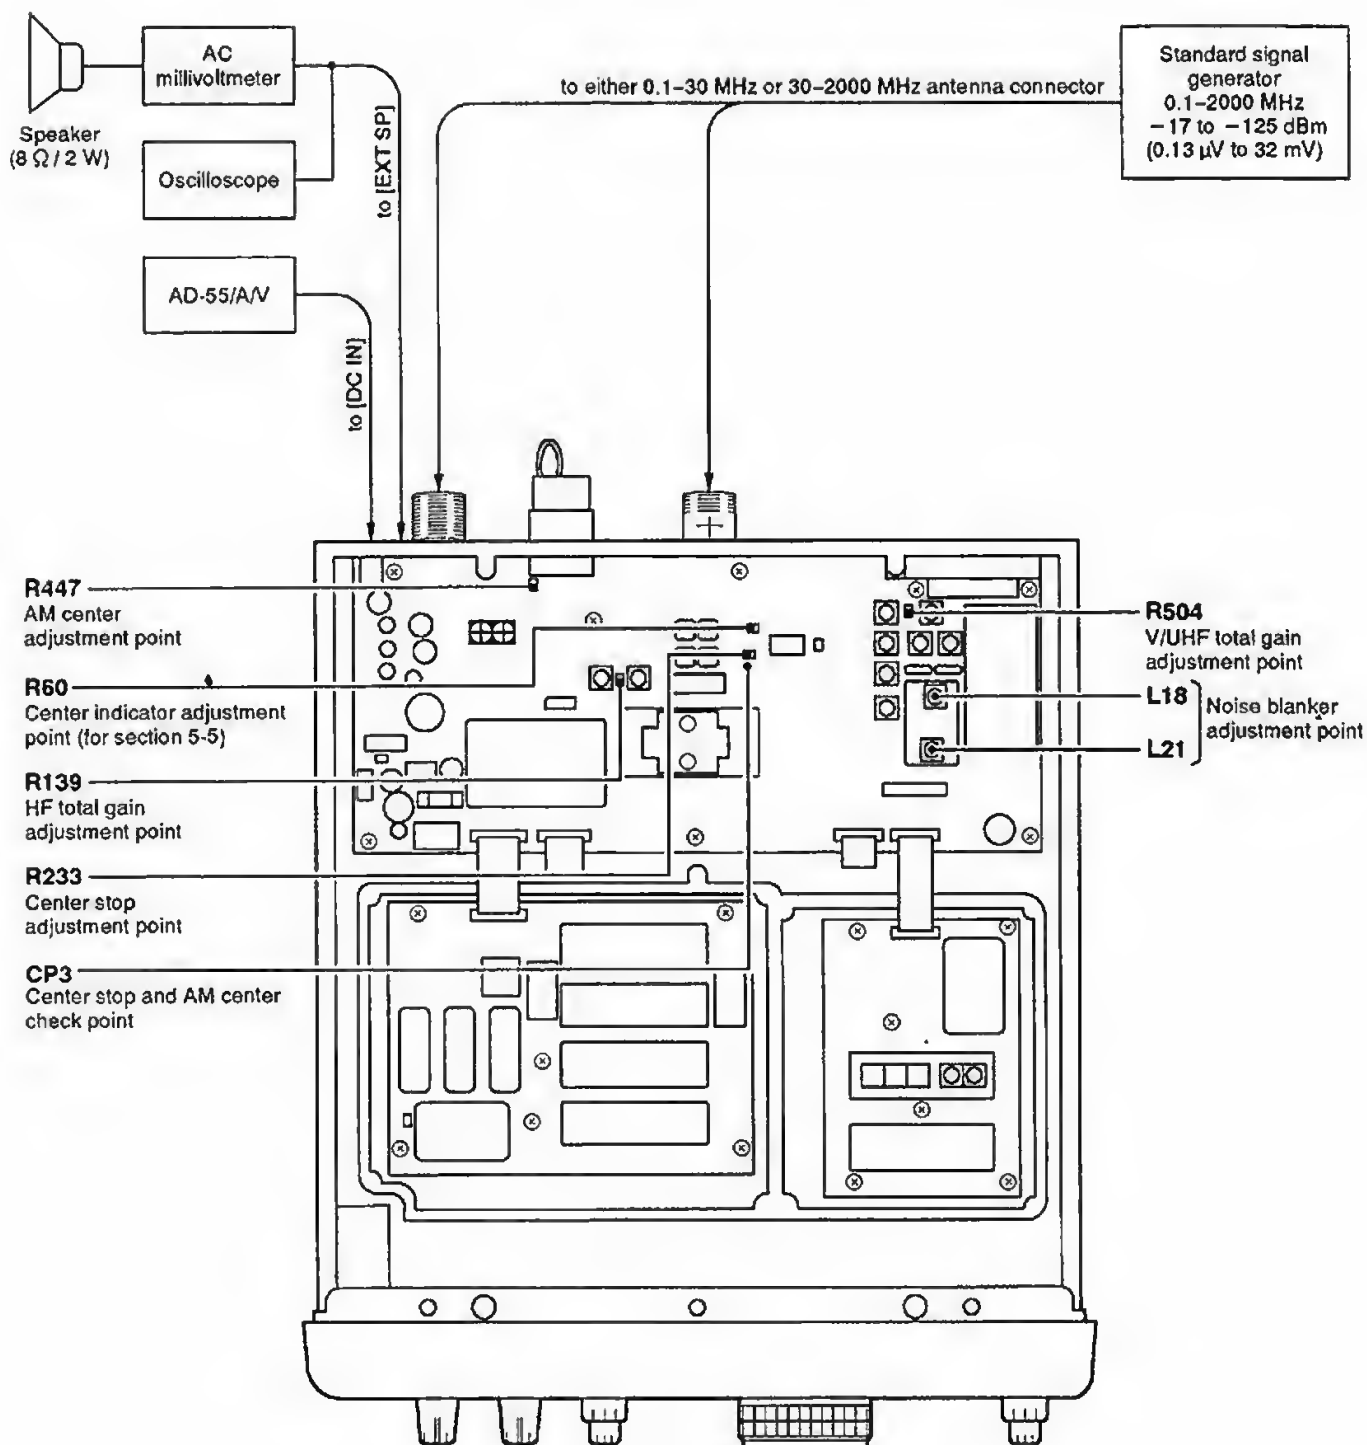 AC
millivoltmeter
Speaker
(8 Ω / 2 W)
Oscilloscope
AD-55/A/V
to [EXT SP]
to [DC IN]
to either 0.1–30 MHz or 30–2000 MHz antenna connector
Standard signal
generator
0.1–2000 MHz
−17 to −125 dBm
(0.13 µV to 32 mV)
R447
AM center
adjustment point
R60
Center indicator adjustment
point (for section 5-5)
R139
HF total gain
adjustment point
R233
Center stop
adjustment point
CP3
Center stop and AM center
check point
R504
V/UHF total gain
adjustment point
L18
L21
Noise blanker
adjustment point